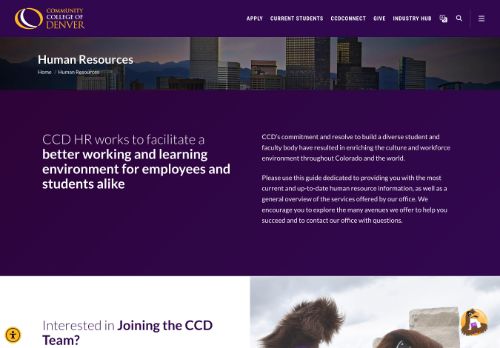 COMMUNITY
COLLEGE OF
DENVER
APPLY CURRENT STUDENTS CCDCONNECT GIVE INDUSTRY HUB
Human Resources
Home / Human Resources
CCD HR works to facilitate a
better working and learning
environment for employees and
students alike
CCD's commitment and resolve to build a diverse student and
faculty body have resulted in enriching the culture and workforce
environment throughout Colorado and the world.
Please use this guide dedicated to providing you with the most
current and up-to-date human resource information, as well as a
general overview of the services offered by our office. We
encourage you to explore the many avenues we offer to help you
succeed and to contact our office with questions.
Interested in Joining the CCD
Team?